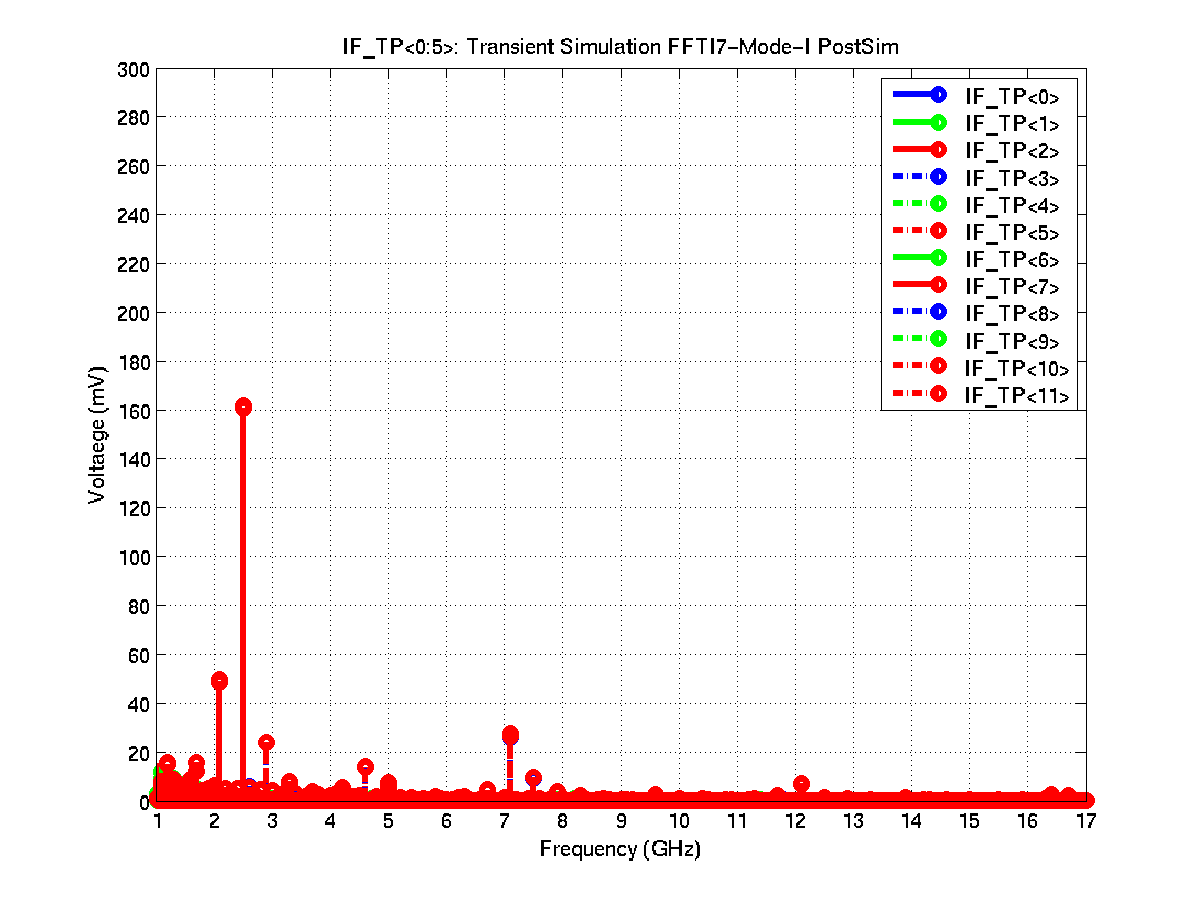 IF_TP<0:5>: Transient Simulation FFTI7-Mode-I PostSim
300
280
260
240
220
200
180
160
140
120
100
80
60
40
20
0
Voltaege (mV)
IF_TP<0>
IF_TP<1>
IF_TP<2>
IF_TP<3>
IF_TP<4>
IF_TP<5>
IF_TP<6>
IF_TP<7>
IF_TP<8>
IF_TP<9>
IF_TP<10>
IF_TP<11>
1 2 3 4 5 6 7 8 9 10 11 12 13 14 15 16 17
Frequency (GHz)